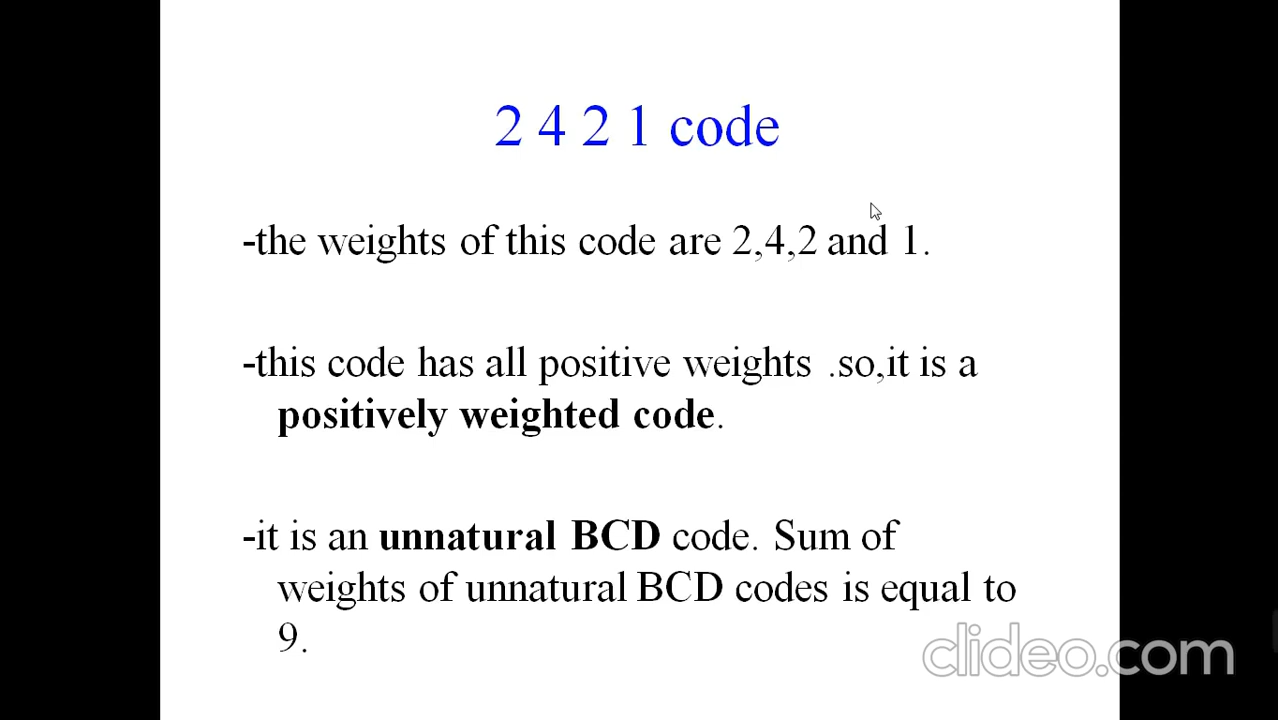 2 4 2 1 code
-the weights of this code are 2,4,2 and 1.
-this code has all positive weights .so,it is a
positively weighted code.
-it is an unnatural BCD code. Sum of
weights of unnatural BCD codes is equal to
9.
clideo.com